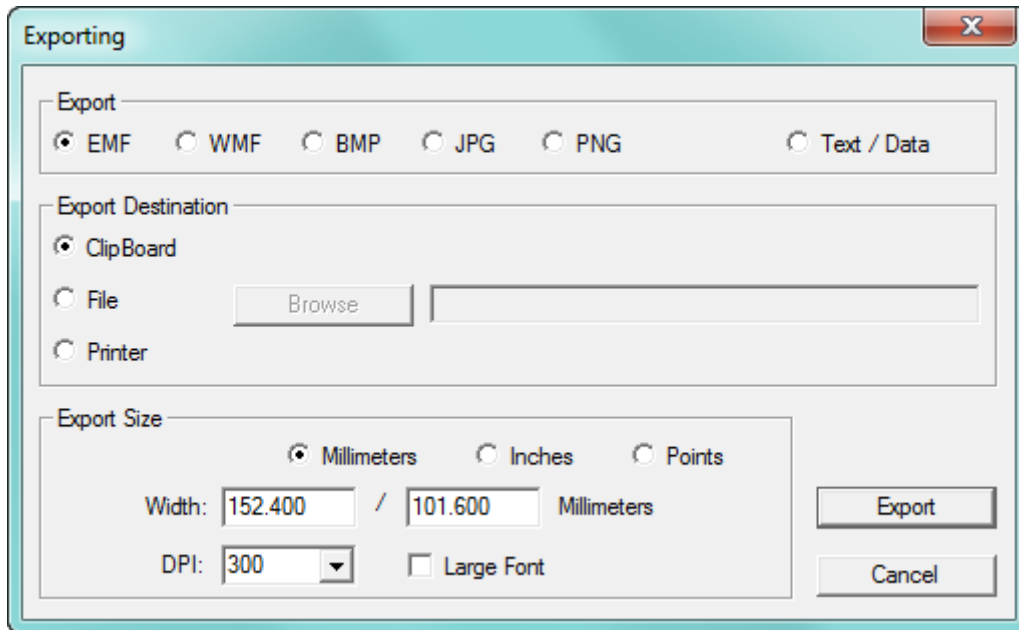 Exporting
Export
EMF WMF BMP JPG PNG Text / Data
Export Destination
ClipBoard
File Browse
Printer
Export Size
Millimeters Inches Points
Width: 152.400 / 101.600 Millimeters Export
DPI: 300 Large Font Cancel